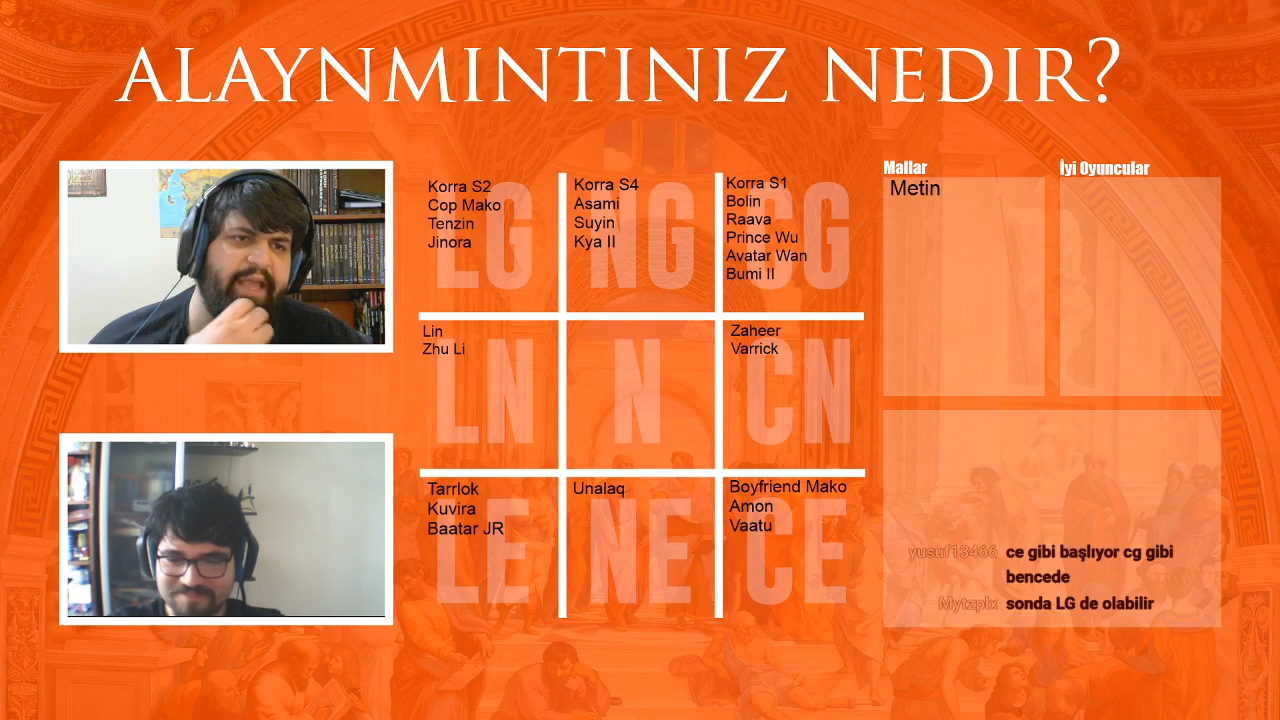 ALAYNMINTINIZ NEDIR?
Korra S2
Cop Mako
Tenzin
Jinora
LG
Korra S4
Asami
Suyin
Kya II
NG
Korra S1
Bolin
Raava
Prince Wu
Avatar Wan
Bumi II
CG
Mallar
Metin
İyi Oyuncular
Lin
Zhu Li
LN
N
Zaheer
Varrick
CN
Tarrlok
Kuvira
Baatar JR
LE
Unalaq
NE
Boyfriend Mako
Amon
Vaatu
CE
yusuf13466 ce gibi başlıyor cg gibi
bencede
Mytzplx sonda LG de olabilir